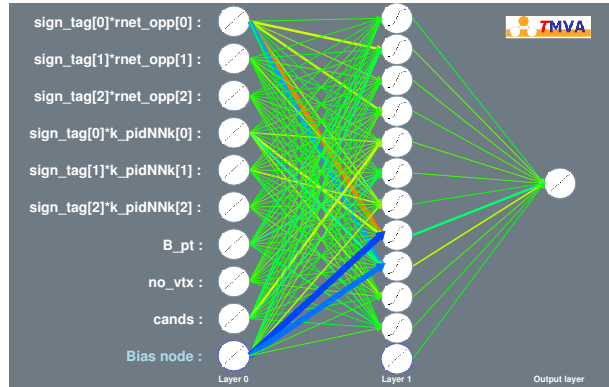 sign_tag[0]*rnet_opp[0] :
TMVA
sign_tag[1]*rnet_opp[1] :
sign_tag[2]*rnet_opp[2] :
sign_tag[0]*k_pidNNk[0] :
sign_tag[1]*k_pidNNk[1] :
sign_tag[2]*k_pidNNk[2] :
B_pt :
no_vtx :
cands :
Bias node :
Layer 0
Layer 1
Output layer